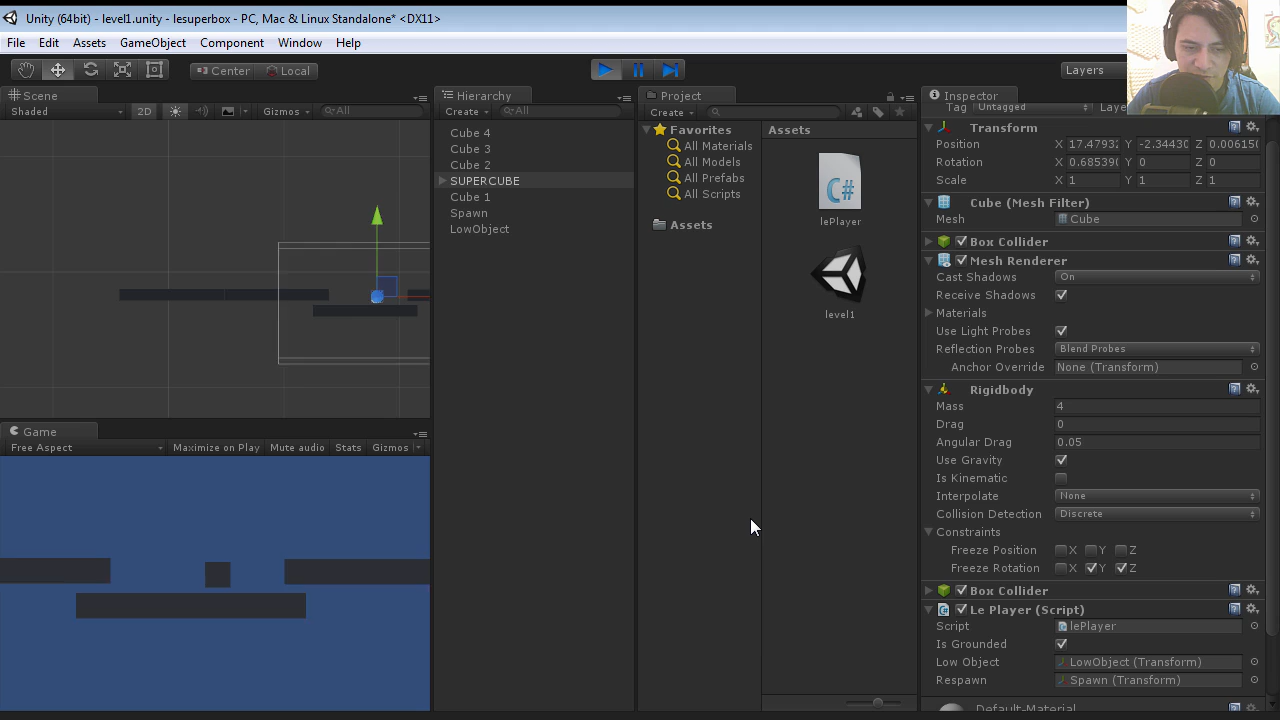 Unity (64bit) - level1.unity - lesuperbox - PC, Mac & Linux Standalone* <DX11>
File Edit Assets GameObject Component Window Help
Center Local Layers
Scene
Shaded 2D Gizmos All
Game
Free Aspect Maximize on Play Mute audio Stats Gizmos
Hierarchy
Create All
Cube 4
Cube 3
Cube 2
SUPERCUBE
Cube 1
Spawn
LowObject
Project
Create
Favorites
All Materials
All Models
All Prefabs
All Scripts
Assets
Assets
C#
lePlayer
level1
Inspector
Tag Untagged
Transform
Position X 17.4793 Y -2.3443 Z 0.00615
Rotation X 0.68539 Y 0 Z 0
Scale X 1 Y 1 Z 1
Cube (Mesh Filter)
Mesh Cube
Box Collider
Mesh Renderer
Cast Shadows On
Receive Shadows
Materials
Use Light Probes
Reflection Probes Blend Probes
Anchor Override None (Transform)
Rigidbody
Mass 4
Drag 0
Angular Drag 0.05
Use Gravity
Is Kinematic
Interpolate None
Collision Detection Discrete
Constraints
Freeze Position X Y Z
Freeze Rotation X Y Z
Box Collider
Le Player (Script)
Script lePlayer
Is Grounded
Low Object LowObject (Transform)
Respawn Spawn (Transform)
Default-Material